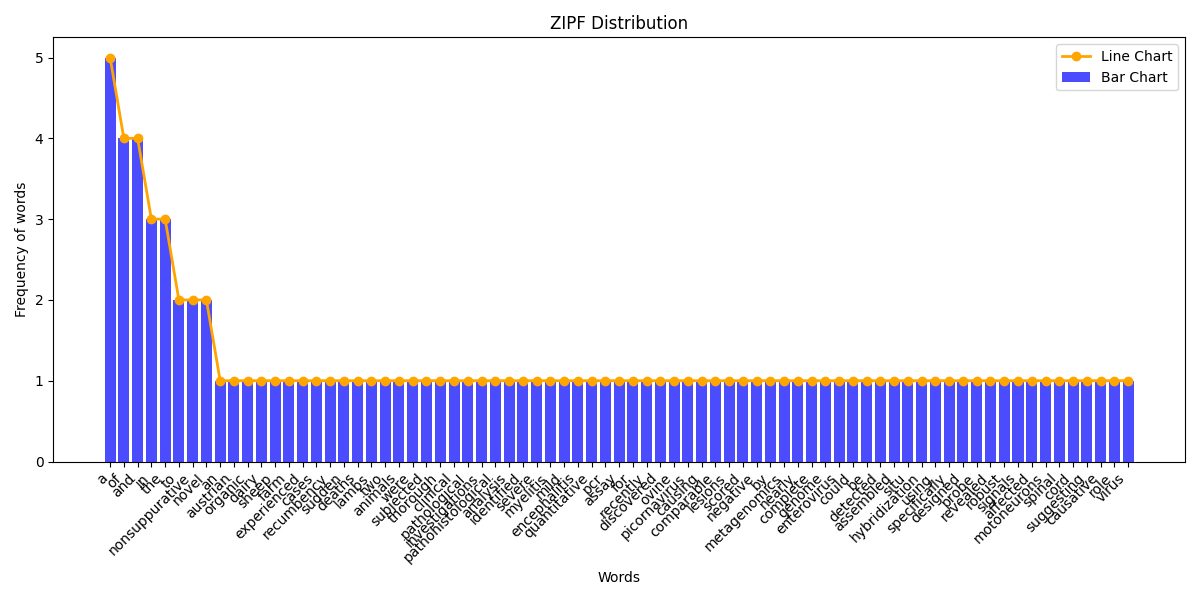 ZIPF Distribution
Line Chart
Bar Chart
Frequency of words
5
4
3
2
1
0
a
of
and
in
the
to
nonsuppurative
novel
an
austrian
organic
dairy
sheep
farm
experienced
cases
recumbency
sudden
deaths
lambs
two
animals
were
subjected
thorough
clinical
pathological
investigations
pathohistological
analysis
identified
severe
myelitis
mild
encephalitis
quantitative
pcr
assay
for
recently
discovered
ovine
picornavirus
causing
comparable
lesions
scored
negative
by
metagenomics
nearly
complete
genome
enterovirus
could
be
detected
assembled
situ
hybridization
using
specifically
designed
probe
revealed
robust
signals
affected
motoneurons
spinal
cord
suggesting
causative
role
virus
Words